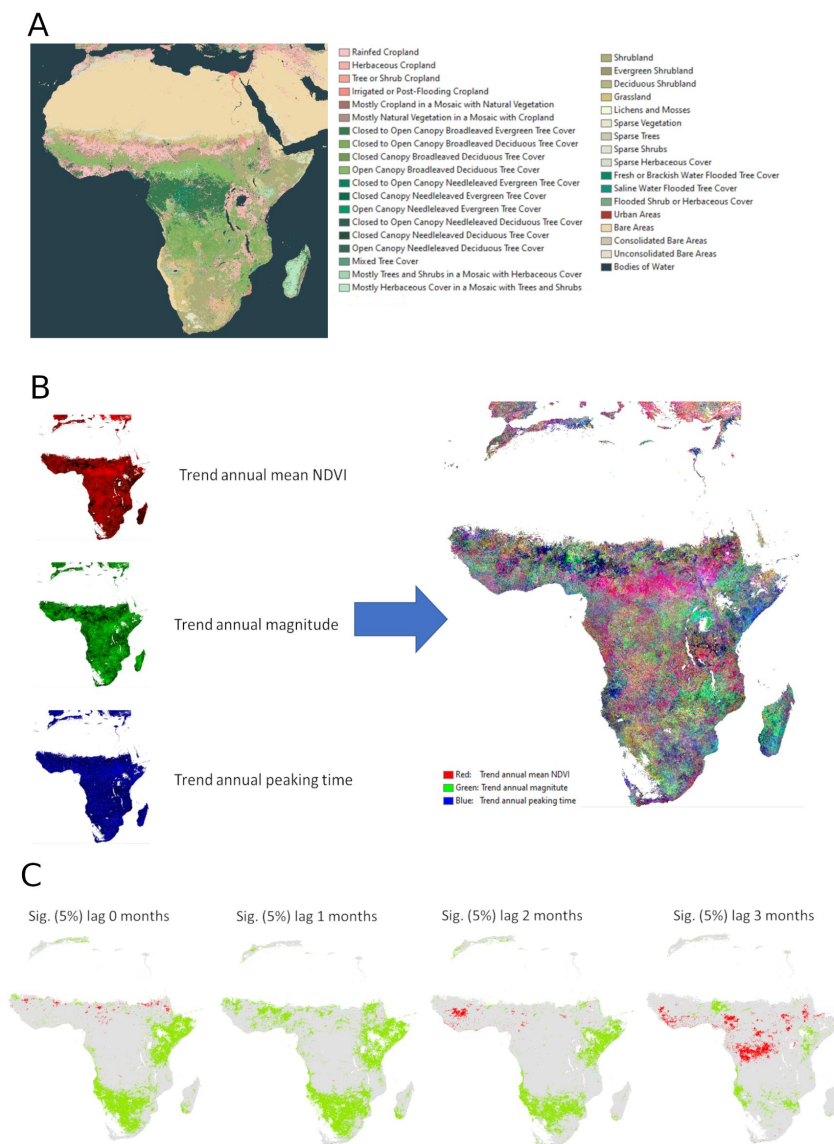 A
Rainfed Cropland
Herbaceous Cropland
Tree or Shrub Cropland
Irrigated or Post-Flooding Cropland
Mostly Cropland in a Mosaic with Natural Vegetation
Mostly Natural Vegetation in a Mosaic with Cropland
Closed to Open Canopy Broadleaved Evergreen Tree Cover
Closed to Open Canopy Broadleaved Deciduous Tree Cover
Closed Canopy Broadleaved Deciduous Tree Cover
Open Canopy Broadleaved Deciduous Tree Cover
Closed to Open Canopy Needleleaved Evergreen Tree Cover
Closed Canopy Needleleaved Evergreen Tree Cover
Open Canopy Needleleaved Evergreen Tree Cover
Closed to Open Canopy Needleleaved Deciduous Tree Cover
Closed Canopy Needleleaved Deciduous Tree Cover
Open Canopy Needleleaved Deciduous Tree Cover
Mixed Tree Cover
Mostly Trees and Shrubs in a Mosaic with Herbaceous Cover
Mostly Herbaceous Cover in a Mosaic with Trees and Shrubs
Shrubland
Evergreen Shrubland
Deciduous Shrubland
Grassland
Lichens and Mosses
Sparse Vegetation
Sparse Trees
Sparse Shrubs
Sparse Herbaceous Cover
Fresh or Brackish Water Flooded Tree Cover
Saline Water Flooded Tree Cover
Flooded Shrub or Herbaceous Cover
Urban Areas
Bare Areas
Consolidated Bare Areas
Unconsolidated Bare Areas
Bodies of Water
B
Trend annual mean NDVI
Trend annual magnitude
Trend annual peaking time
Red: Trend annual mean NDVI
Green: Trend annual magnitute
Blue: Trend annual peaking time
C
Sig. (5%) lag 0 months
Sig. (5%) lag 1 months
Sig. (5%) lag 2 months
Sig. (5%) lag 3 months